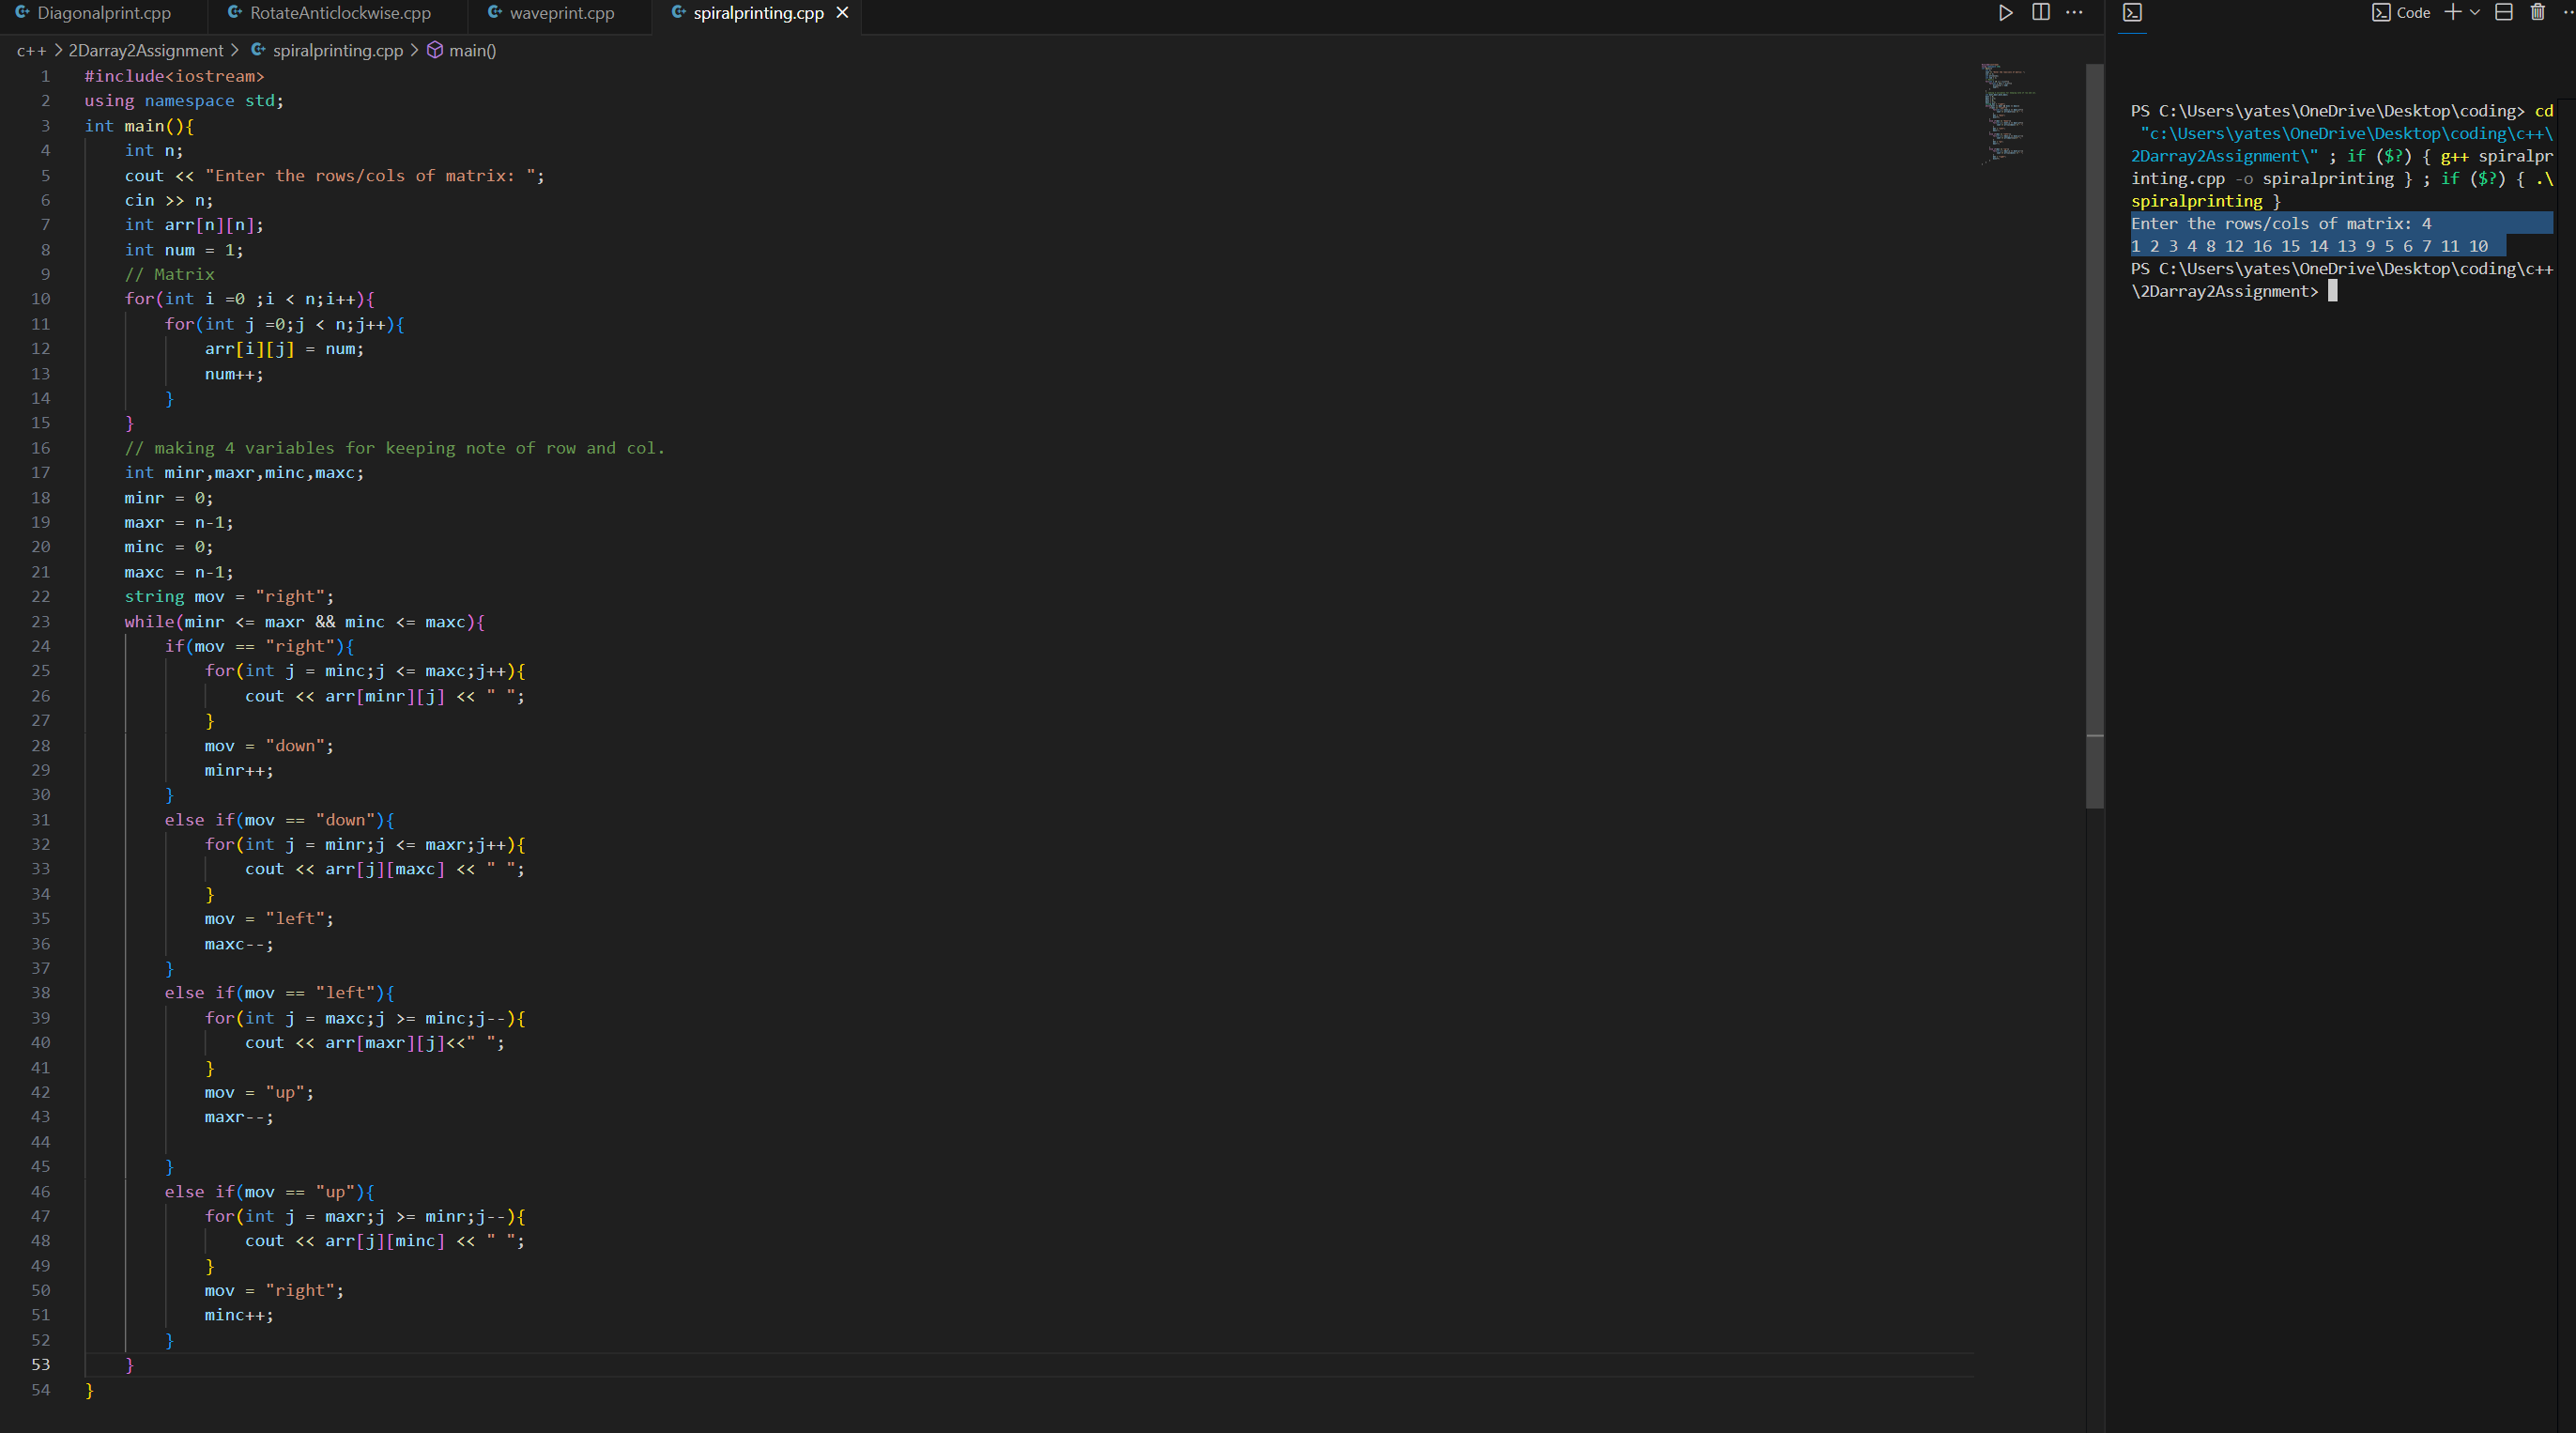 Diagonalprint.cpp RotateAnticlockwise.cpp waveprint.cpp spiralprinting.cpp
c++ > 2Darray2Assignment > spiralprinting.cpp > main()
1 #include<iostream>
2 using namespace std;
3 int main(){
4 int n;
5 cout << "Enter the rows/cols of matrix: ";
6 cin >> n;
7 int arr[n][n];
8 int num = 1;
9 // Matrix
10 for(int i =0 ;i < n;i++){
11 for(int j =0;j < n;j++){
12 arr[i][j] = num;
13 num++;
14 }
15 }
16 // making 4 variables for keeping note of row and col.
17 int minr,maxr,minc,maxc;
18 minr = 0;
19 maxr = n-1;
20 minc = 0;
21 maxc = n-1;
22 string mov = "right";
23 while(minr <= maxr && minc <= maxc){
24 if(mov == "right"){
25 for(int j = minc;j <= maxc;j++){
26 cout << arr[minr][j] << " ";
27 }
28 mov = "down";
29 minr++;
30 }
31 else if(mov == "down"){
32 for(int j = minr;j <= maxr;j++){
33 cout << arr[j][maxc] << " ";
34 }
35 mov = "left";
36 maxc--;
37 }
38 else if(mov == "left"){
39 for(int j = maxc;j >= minc;j--){
40 cout << arr[maxr][j]<<" ";
41 }
42 mov = "up";
43 maxr--;
44
45 }
46 else if(mov == "up"){
47 for(int j = maxr;j >= minr;j--){
48 cout << arr[j][minc] << " ";
49 }
50 mov = "right";
51 minc++;
52 }
53 }
54 }
Code
PS C:\Users\yates\OneDrive\Desktop\coding> cd
"c:\Users\yates\OneDrive\Desktop\coding\c++\
2Darray2Assignment\" ; if ($?) { g++ spiralpr
inting.cpp -o spiralprinting } ; if ($?) { .\
spiralprinting }
Enter the rows/cols of matrix: 4
1 2 3 4 8 12 16 15 14 13 9 5 6 7 11 10
PS C:\Users\yates\OneDrive\Desktop\coding\c++
\2Darray2Assignment>